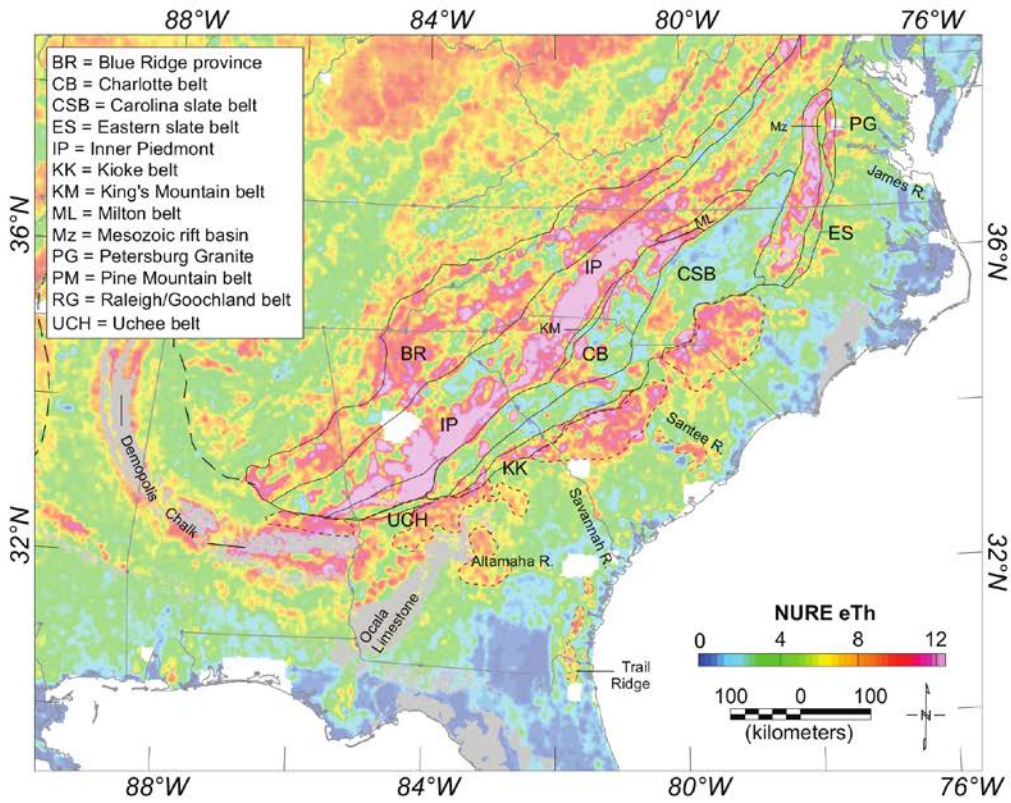 88°W 84°W 80°W 76°W
BR = Blue Ridge province
CB = Charlotte belt
CSB = Carolina slate belt
ES = Eastern slate belt
IP = Inner Piedmont
KK = Kioke belt
KM = King's Mountain belt
ML = Milton belt
Mz = Mesozoic rift basin
PG = Petersburg Granite
PM = Pine Mountain belt
RG = Raleigh/Goochland belt
UCH = Uchee belt
Mz
PG
James R.
36°N
36°N
ML
ES
IP
CSB
KM
BR
CB
IP
Santee R.
KK
Demopolis
Chalk
UCH
Savannah R.
32°N
Altamaha R.
32°N
Ocala
Limestone
NURE eTh
0 4 8 12
Trail
Ridge
100 0 100
(kilometers)
N
88°W 84°W 80°W 76°W